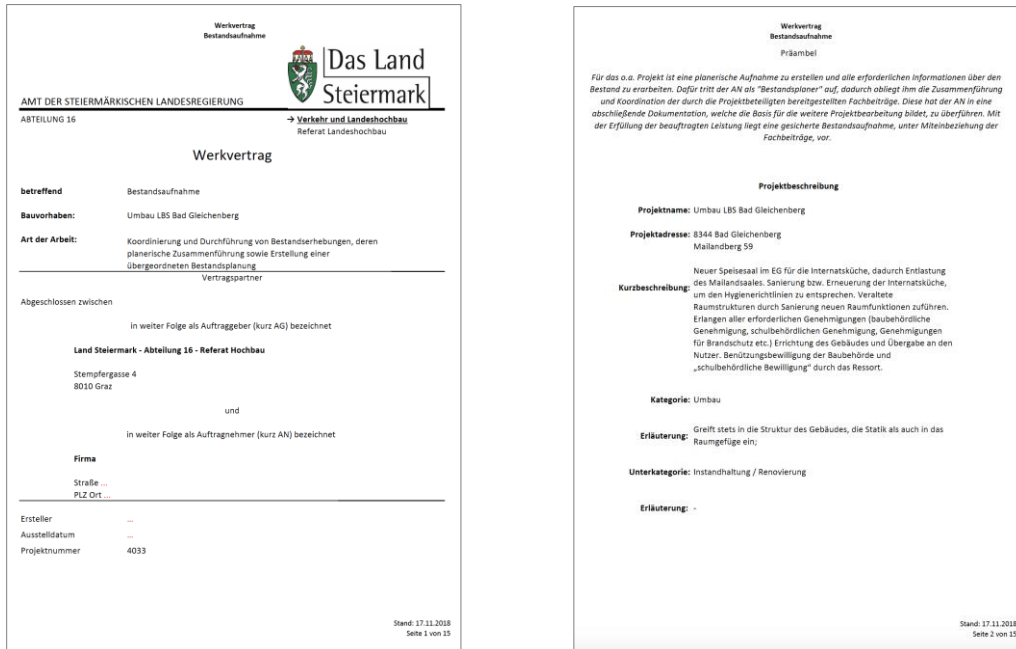 Werkvertrag
Bestandsaufnahme
Das Land
Steiermark
AMT DER STEIERMÄRKISCHEN LANDESREGIERUNG
ABTEILUNG 16
→ Verkehr und Landeshochbau
Referat Landeshochbau
Werkvertrag
betreffend Bestandsaufnahme
Bauvorhaben: Umbau LBS Bad Gleichenberg
Art der Arbeit: Koordinierung und Durchführung von Bestandserhebungen, deren
planerische Zusammenführung sowie Erstellung einer
übergeordneten Bestandsplanung
Vertragspartner
Abgeschlossen zwischen
in weiter Folge als Auftraggeber (kurz AG) bezeichnet
Land Steiermark - Abteilung 16 - Referat Hochbau
Stempfergasse 4
8010 Graz
und
in weiter Folge als Auftragnehmer (kurz AN) bezeichnet
Firma
Straße ...
PLZ Ort ...
Ersteller ...
Ausstelldatum ...
Projektnummer 4033
Stand: 17.11.2018
Seite 1 von 15
Werkvertrag
Bestandsaufnahme
Präambel
Für das o.a. Projekt ist eine planerische Aufnahme zu erstellen und alle erforderlichen Informationen über den
Bestand zu erarbeiten. Dafür tritt der AN als "Bestandsplaner" auf, dadurch obliegt ihm die Zusammenführung
und Koordination der durch die Projektbeteiligten bereitgestellten Fachbeiträge. Diese hat der AN in eine
abschließende Dokumentation, welche die Basis für die weitere Projektbearbeitung bildet, zu überführen. Mit
der Erfüllung der beauftragten Leistung liegt eine gesicherte Bestandsaufnahme, unter Miteinbeziehung der
Fachbeiträge, vor.
Projektbeschreibung
Projektname: Umbau LBS Bad Gleichenberg
Projektadresse: 8344 Bad Gleichenberg
Mailandberg 59
Kurzbeschreibung: Neuer Speisesaal im EG für die Internatsküche, dadurch Entlastung
des Mailandsaales. Sanierung bzw. Erneuerung der Internatsküche,
um den Hygienerichtlinien zu entsprechen. Veraltete
Raumstrukturen durch Sanierung neuen Raumfunktionen zuführen.
Erlangen aller erforderlichen Genehmigungen (baubehördliche
Genehmigung, schulbehördlichen Genehmigung, Genehmigungen
für Brandschutz etc.) Errichtung des Gebäudes und Übergabe an den
Nutzer. Benützungsbewilligung der Baubehörde und
„schulbehördliche Bewilligung" durch das Ressort.
Kategorie: Umbau
Erläuterung: Greift stets in die Struktur des Gebäudes, die Statik als auch in das
Raumgefüge ein;
Unterkategorie: Instandhaltung / Renovierung
Erläuterung: -
Stand: 17.11.2018
Seite 2 von 15